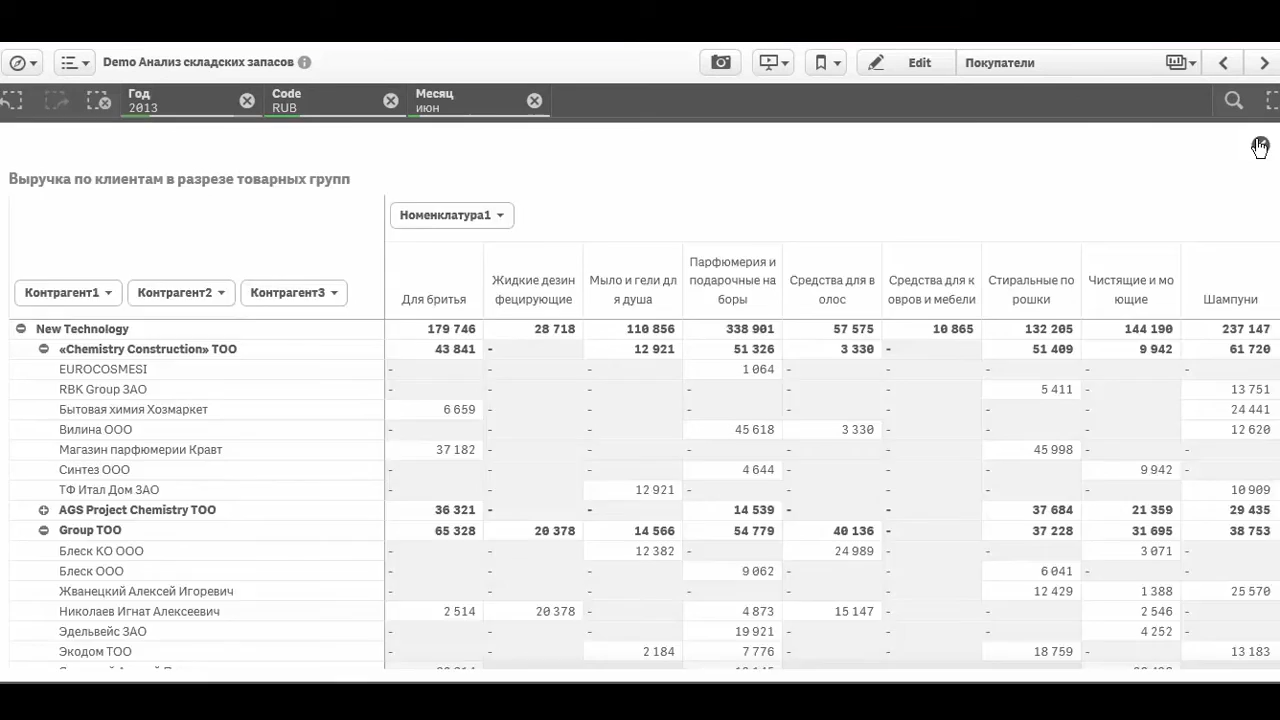 Demo Анализ складских запасов
Edit
Покупатели
Год
2013
Code
RUB
Месяц
июн
Выручка по клиентам в разрезе товарных групп
Номенклатура1
Контрагент1 Контрагент2 Контрагент3
Для бритья
Жидкие дезин
фецирующие
Мыло и гели дл
я душа
Парфюмерия и
подарочные на
боры
Средства для в
олос
Средства для к
овров и мебели
Стиральные по
рошки
Чистящие и мо
ющие
Шампуни
New Technology 179 746 28 718 110 856 338 901 57 575 10 865 132 205 144 190 237 147
«Chemistry Construction» ТОО 43 841 - 12 921 51 326 3 330 - 51 409 9 942 61 720
EUROCOSMESI - - - 1 064 - - - - -
RBK Group ЗАО - - - - - - 5 411 - 13 751
Бытовая химия Хозмаркет 6 659 - - - - - - - 24 441
Вилина ООО - - - 45 618 3 330 - - - 12 620
Магазин парфюмерии Кравт 37 182 - - - - - 45 998 - -
Синтез ООО - - - 4 644 - - - 9 942 -
ТФ Итал Дом ЗАО - - 12 921 - - - - - 10 909
AGS Project Chemistry ТОО 36 321 - - 14 539 - - 37 684 21 359 29 435
Group ТОО 65 328 20 378 14 566 54 779 40 136 - 37 228 31 695 38 753
Блеск КО ООО - - 12 382 - 24 989 - - 3 071 -
Блеск ООО - - - 9 062 - - 6 041 - -
Жванецкий Алексей Игоревич - - - - - - 12 429 1 388 25 570
Николаев Игнат Алексеевич 2 514 20 378 - 4 873 15 147 - - 2 546 -
Эдельвейс ЗАО - - - 19 921 - - - 4 252 -
Экодом ТОО - - 2 184 7 776 - - 18 759 - 13 183